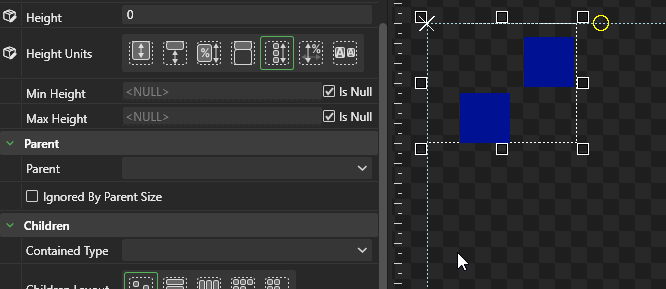 Height 0
Height Units
Min Height <NULL> Is Null
Max Height <NULL> Is Null
Parent
Parent
Ignored By Parent Size
Children
Contained Type
Children Layout